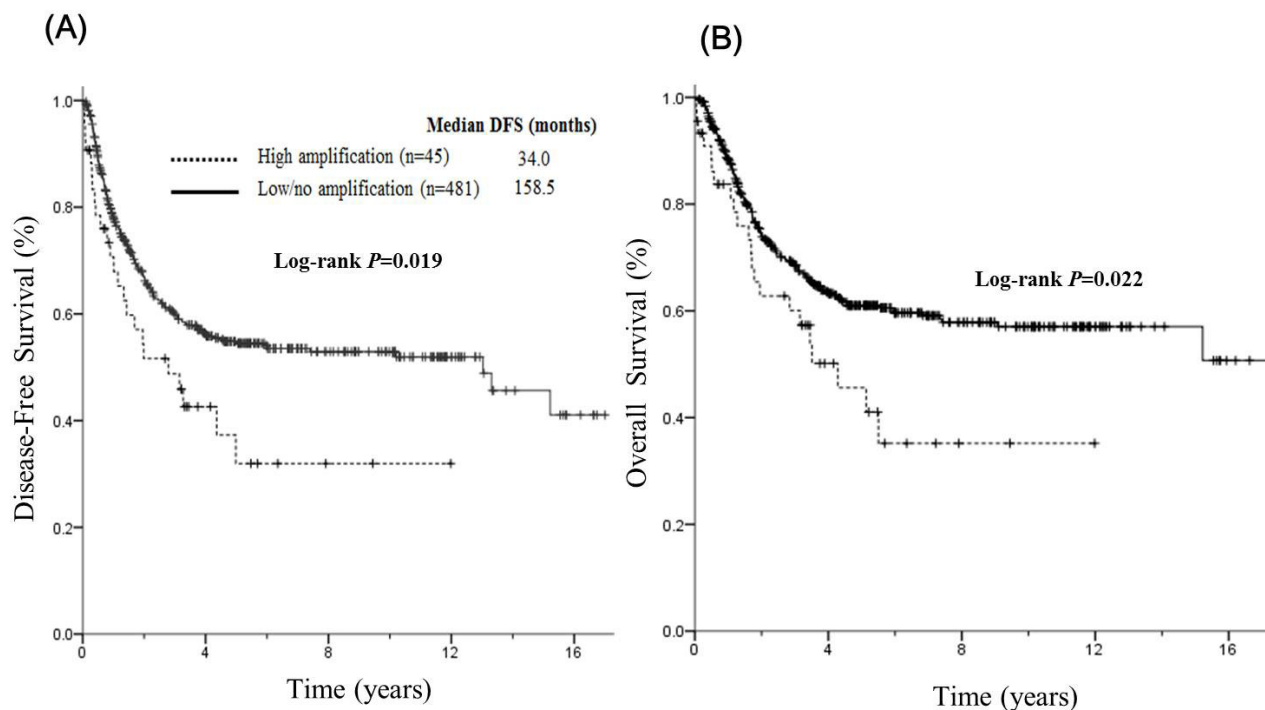 (A)
1.0
0.8
0.6
0.4
0.2
0.0
Disease-Free Survival (%)
Median DFS (months)
High amplification (n=45) 34.0
Low/no amplification (n=481) 158.5
Log-rank P=0.019
0 4 8 12 16
Time (years)
(B)
1.0
0.8
0.6
0.4
0.2
0.0
Overall Survival (%)
Log-rank P=0.022
0 4 8 12 16
Time (years)